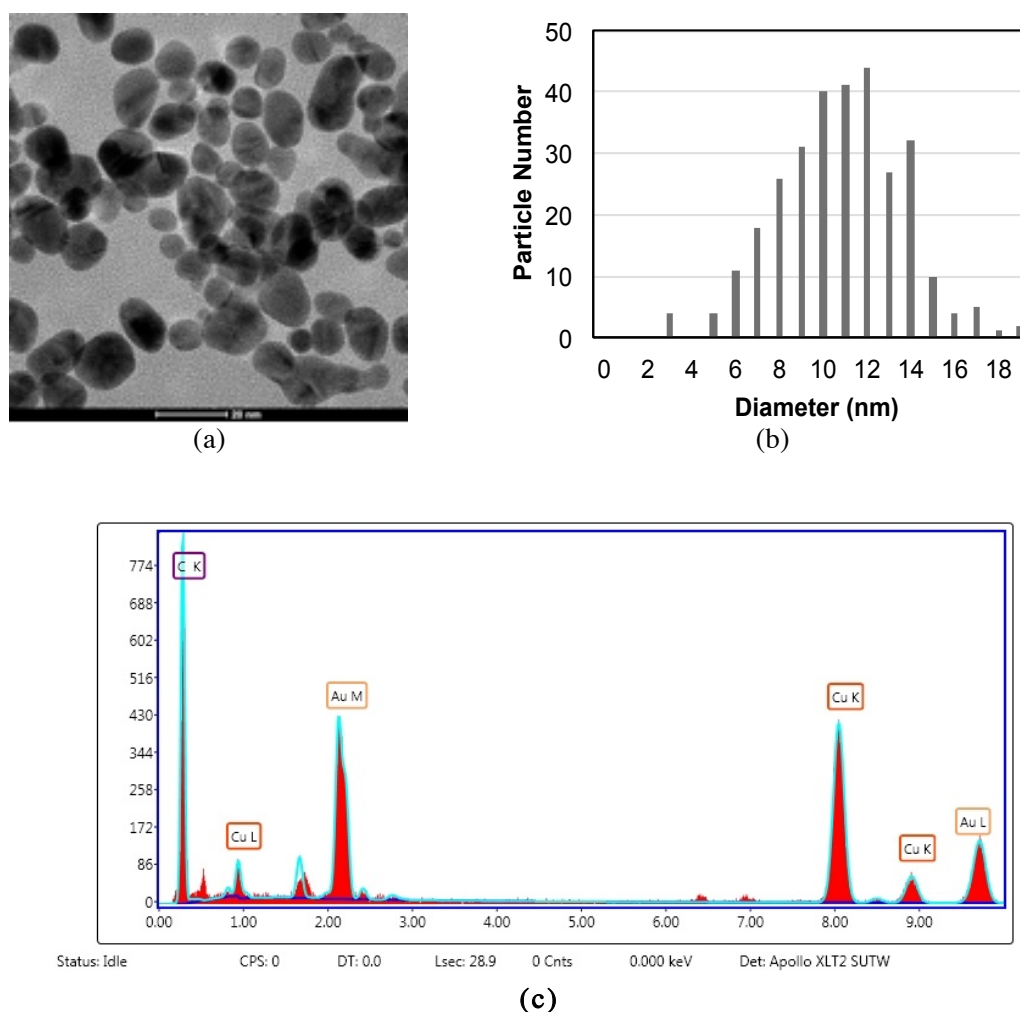 20 nm
(a)
50
40
30
20
10
0
Particle Number
0 2 4 6 8 10 12 14 16 18
Diameter (nm)
(b)
774
688
602
516
430
344
258
172
86
0
C K
Cu L
Au M
Cu K
Cu K
Au L
0.00 1.00 2.00 3.00 4.00 5.00 6.00 7.00 8.00 9.00
Status: Idle CPS: 0 DT: 0.0 Lsec: 28.9 0 Cnts 0.000 keV Det: Apollo XLT2 SUTW
(c)